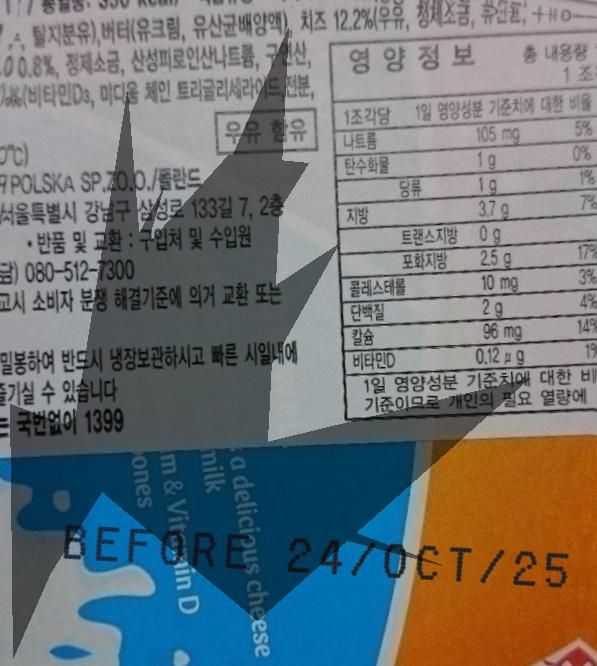 탈지분유),버터(유크림, 유산균배양액), 치즈 12.2%(우유, 정제소금, 유산균,
0.8%, 정제소금, 산성피로인산나트륨, 구연산,
(비타민D₃, 미디움 체인 트리글리세라이드,전분,
우유 함유
POLSKA SP.ZO.O./폴란드
서울특별시 강남구 삼성로 133길 7, 2층
• 반품 및 교환 : 구입처 및 수입원
080-512-7300
교시 소비자 분쟁 해결기준에 의거 교환 또는
밀봉하여 반드시 냉장보관하시고 빠른 시일내에
즐기실 수 있습니다
는 국번없이 1399
영 양 정 보 총 내용량
1조각당 1일 영양성분 기준치에 대한 비율
나트륨 105 mg 5%
탄수화물 1 g 0%
당류 1 g 1%
지방 3.7 g 7%
트랜스지방 0 g
포화지방 2.5 g 17%
콜레스테롤 10 mg 3%
단백질 2 g 4%
칼슘 96 mg 14%
비타민D 0.12 μg 1%
1일 영양성분 기준치에 대한 비
기준이므로 개인의 필요 열량에
s a delicious cheese
milk
m & Vitamin D
ones
BEFORE 24/OCT/25